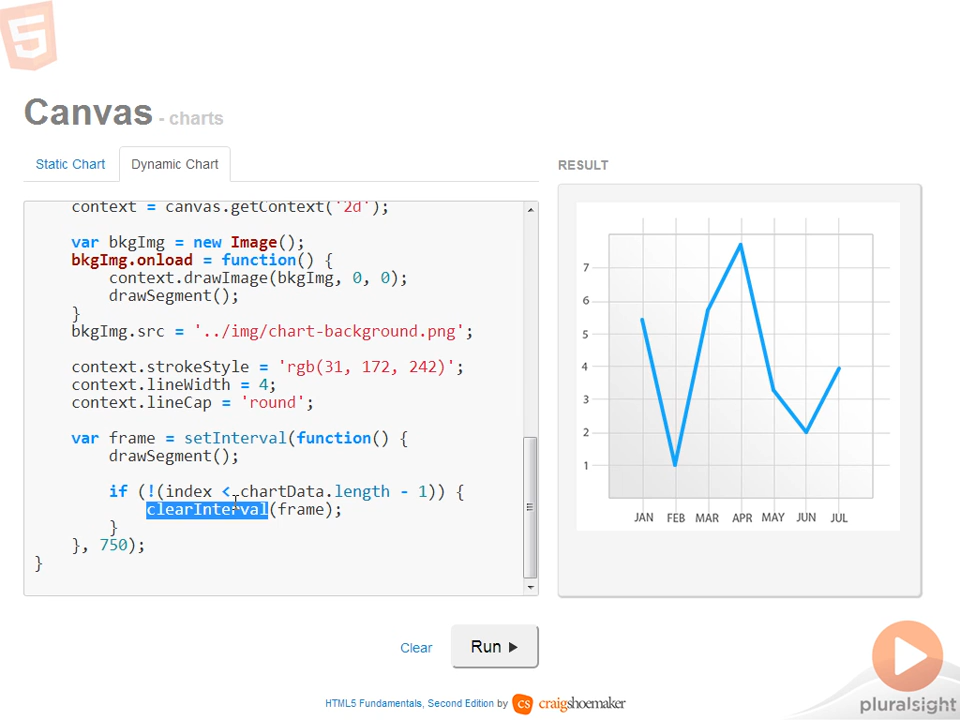 5
Canvas - charts
Static Chart
Dynamic Chart
context = canvas.getContext('2d');
var bkgImg = new Image();
bkgImg.onload = function() {
context.drawImage(bkgImg, 0, 0);
drawSegment();
}
bkgImg.src = '../img/chart-background.png';
context.strokeStyle = 'rgb(31, 172, 242)';
context.lineWidth = 4;
context.lineCap = 'round';
var frame = setInterval(function() {
drawSegment();
if (!(index < chartData.length - 1)) {
clearInterval(frame);
}
}, 750);
}
RESULT
7
6
5
4
3
2
1
JAN FEB MAR APR MAY JUN JUL
Clear
Run
HTML5 Fundamentals, Second Edition by CS craigshoemaker
pluralsight